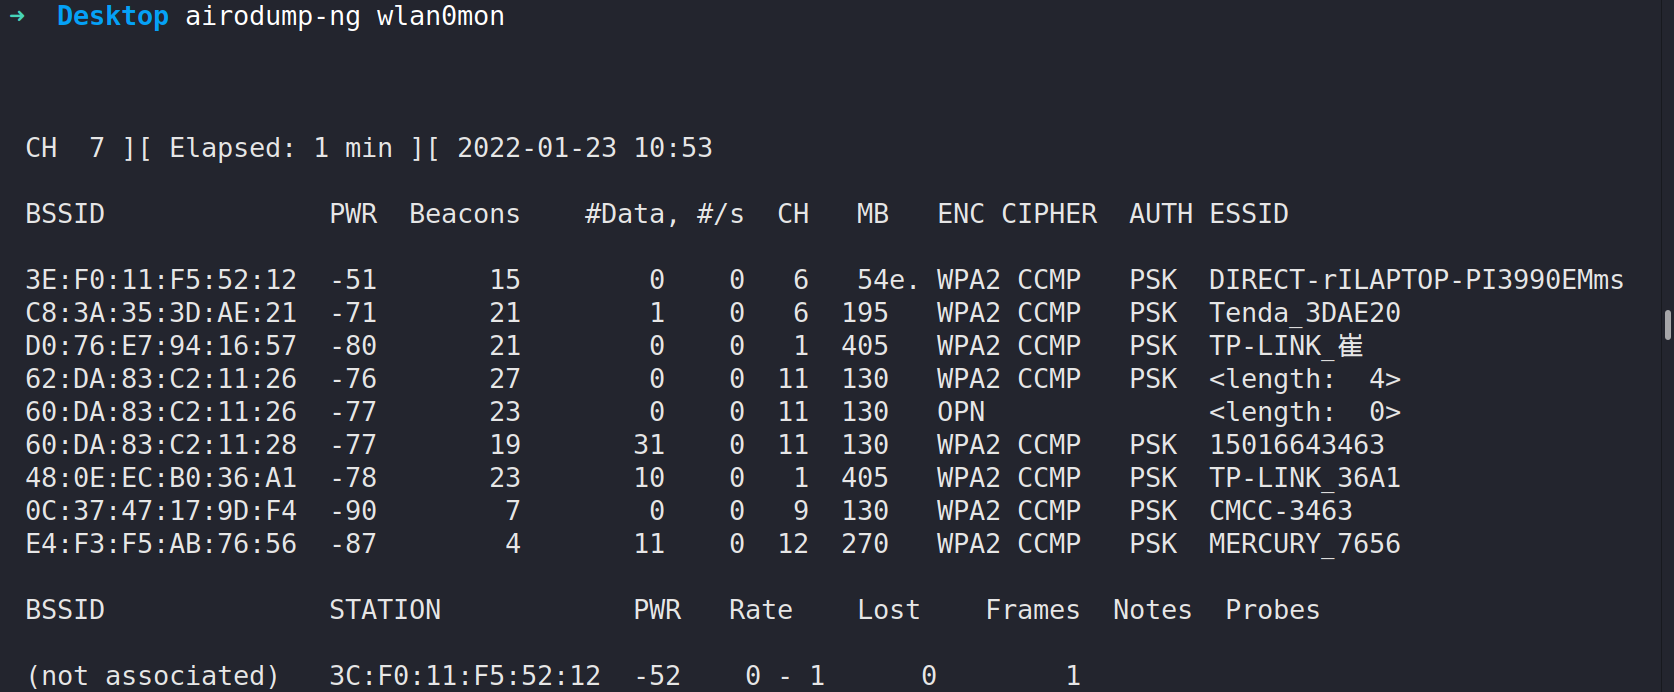 ➜  Desktop airodump-ng wlan0mon
CH  7 ][ Elapsed: 1 min ][ 2022-01-23 10:53
BSSID              PWR  Beacons    #Data, #/s  CH   MB   ENC CIPHER  AUTH ESSID
3E:F0:11:F5:52:12  -51       15        0    0   6   54e. WPA2 CCMP   PSK  DIRECT-rILAPTOP-PI3990EMms
C8:3A:35:3D:AE:21  -71       21        1    0   6  195   WPA2 CCMP   PSK  Tenda_3DAE20
D0:76:E7:94:16:57  -80       21        0    0   1  405   WPA2 CCMP   PSK  TP-LINK_崔
62:DA:83:C2:11:26  -76       27        0    0  11  130   WPA2 CCMP   PSK  <length:  4>
60:DA:83:C2:11:26  -77       23        0    0  11  130   OPN              <length:  0>
60:DA:83:C2:11:28  -77       19       31    0  11  130   WPA2 CCMP   PSK  15016643463
48:0E:EC:B0:36:A1  -78       23       10    0   1  405   WPA2 CCMP   PSK  TP-LINK_36A1
0C:37:47:17:9D:F4  -90        7        0    0   9  130   WPA2 CCMP   PSK  CMCC-3463
E4:F3:F5:AB:76:56  -87        4       11    0  12  270   WPA2 CCMP   PSK  MERCURY_7656
BSSID              STATION            PWR   Rate    Lost    Frames  Notes  Probes
(not associated)   3C:F0:11:F5:52:12  -52    0 - 1      0        1